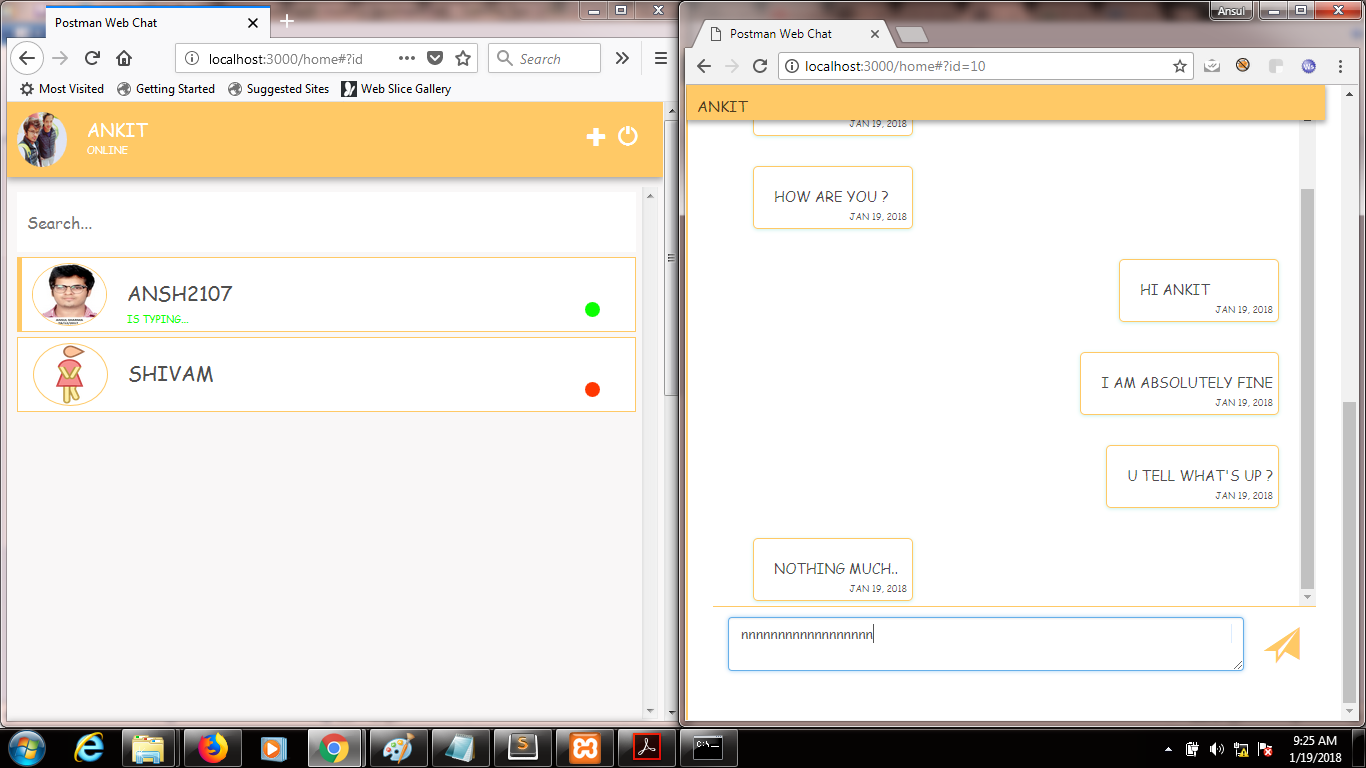 Postman Web Chat
localhost:3000/home#?id
Search
Most Visited
Getting Started
Suggested Sites
Web Slice Gallery
ANKIT
ONLINE
Search...
ANSH2107
IS TYPING...
SHIVAM
Ansul
Postman Web Chat
localhost:3000/home#?id=10
ANKIT
JAN 19, 2018
HOW ARE YOU ?
JAN 19, 2018
HI ANKIT
JAN 19, 2018
I AM ABSOLUTELY FINE
JAN 19, 2018
U TELL WHAT'S UP ?
JAN 19, 2018
NOTHING MUCH..
JAN 19, 2018
nnnnnnnnnnnnnnnnnn
9:25 AM
1/19/2018